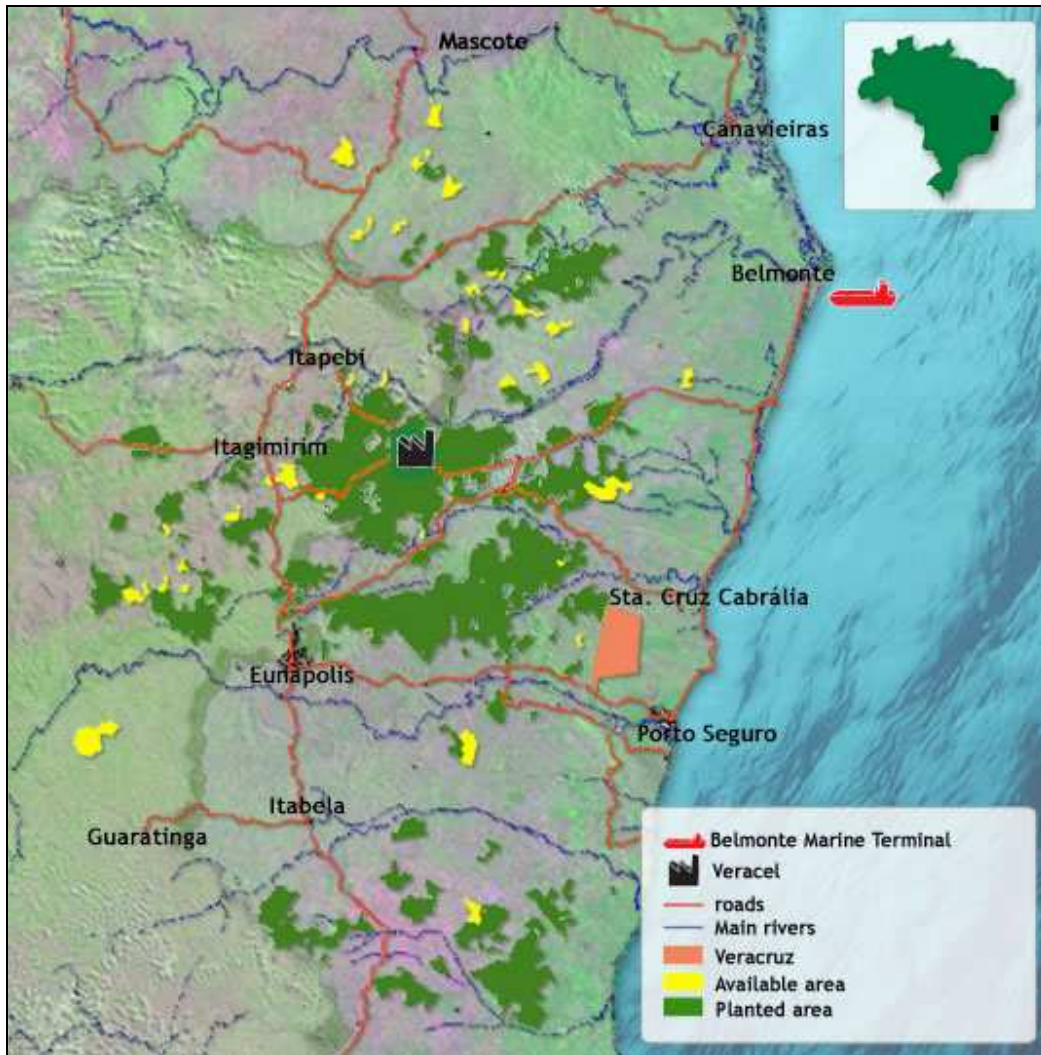 Mascote
Canavieiras
Belmonte
Itapebi
Itagimirim
Sta. Cruz Cabrália
Eunapolis
Porto Seguro
Itabela
Guaratinga
Belmonte Marine Terminal
Veracel
roads
Main rivers
Veracruz
Available area
Planted area